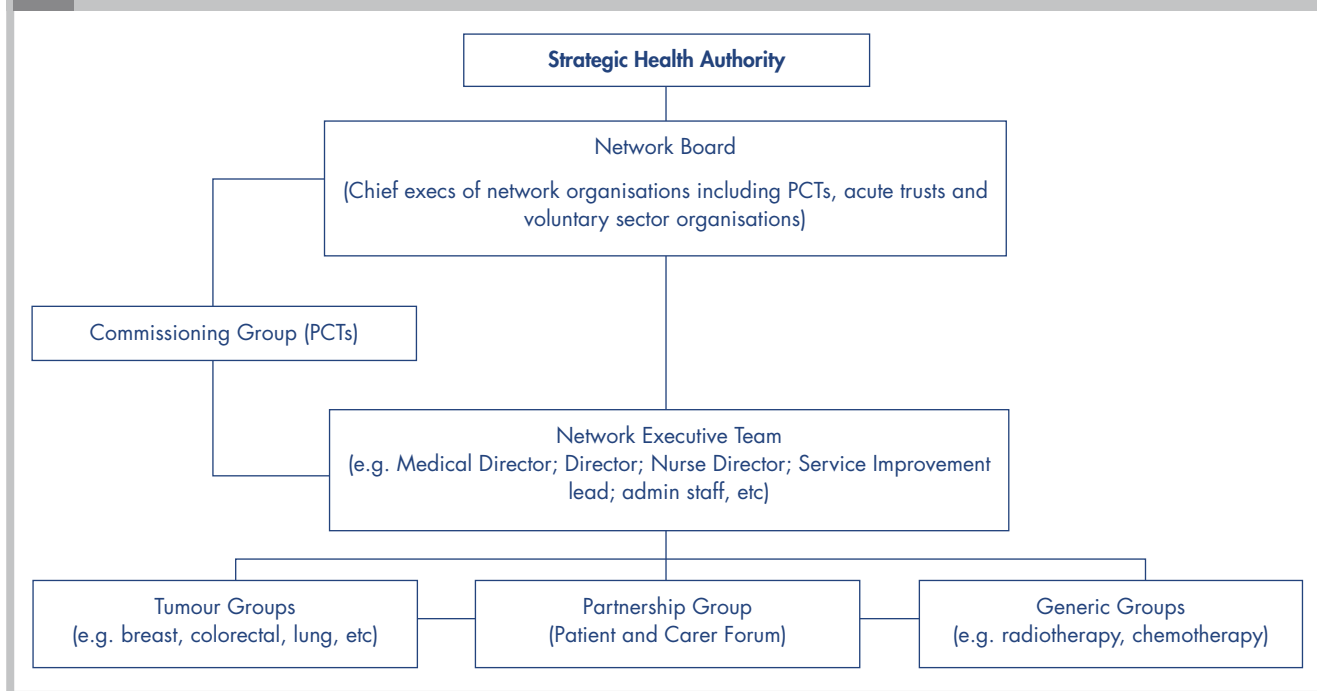 Strategic Health Authority
Network Board
(Chief execs of network organisations including PCTs, acute trusts and
voluntary sector organisations)
Commissioning Group (PCTs)
Network Executive Team
(e.g. Medical Director; Director; Nurse Director; Service Improvement
lead; admin staff, etc)
Tumour Groups
(e.g. breast, colorectal, lung, etc)
Partnership Group
(Patient and Carer Forum)
Generic Groups
(e.g. radiotherapy, chemotherapy)